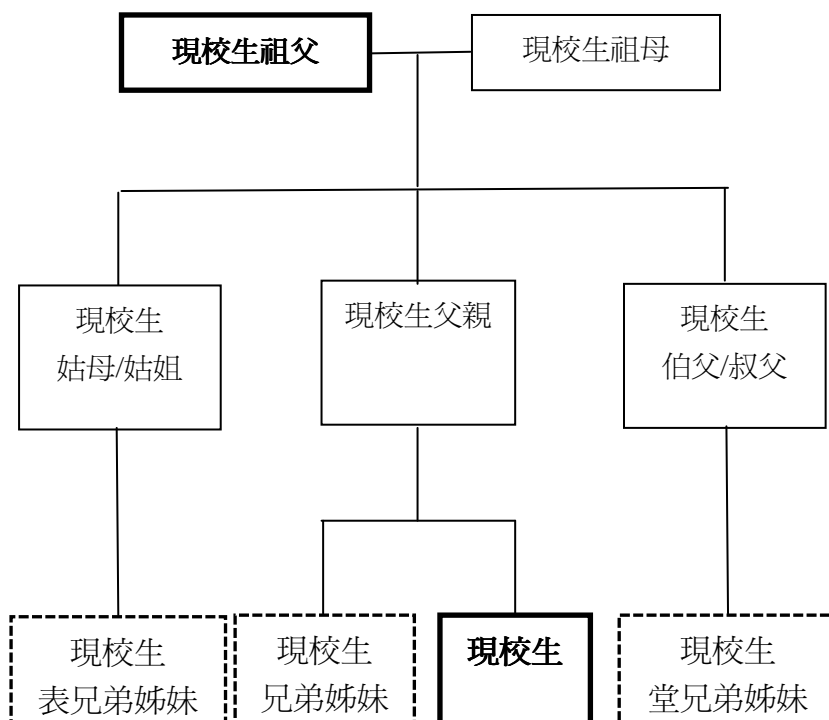 現校生祖父
現校生祖母
現校生
姑母/姑姐
現校生父親
現校生
伯父/叔父
現校生
表兄弟姊妹
現校生
兄弟姊妹
現校生
現校生
堂兄弟姊妹